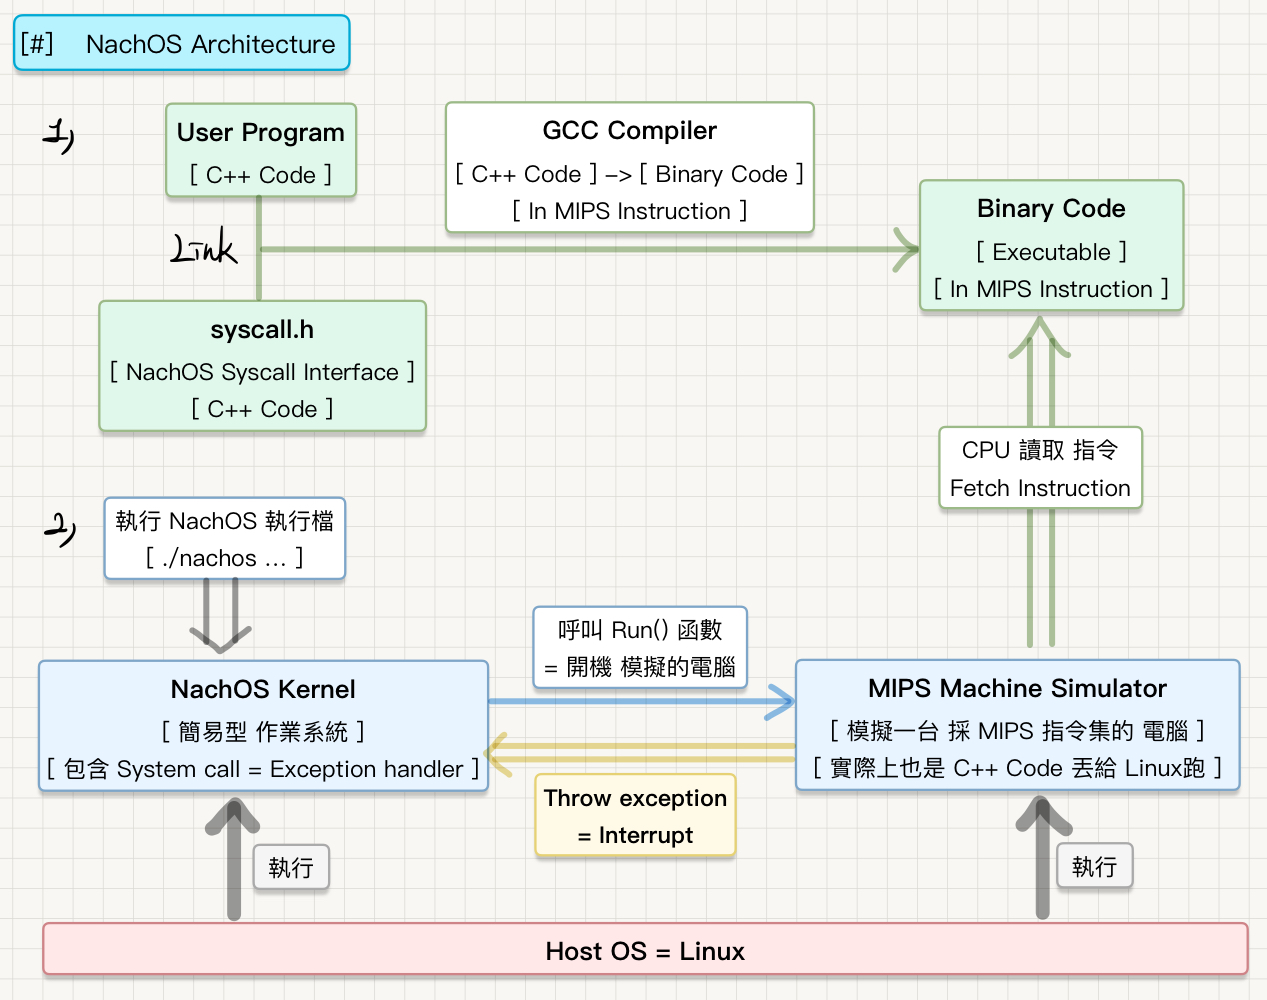 [#] NachOS Architecture
1)
User Program
[ C++ Code ]
GCC Compiler
[ C++ Code ] –> [ Binary Code ]
[ In MIPS Instruction ]
Binary Code
[ Executable ]
[ In MIPS Instruction ]
Link
syscall.h
[ NachOS Syscall Interface ]
[ C++ Code ]
CPU 讀取 指令
Fetch Instruction
2)
執行 NachOS 執行檔
[ ./nachos ... ]
呼叫 Run() 函數
= 開機 模擬的電腦
NachOS Kernel
[ 簡易型 作業系統 ]
[ 包含 System call = Exception handler ]
MIPS Machine Simulator
[ 模擬一台 採 MIPS 指令集的 電腦 ]
[ 實際上也是 C++ Code 丟給 Linux跑 ]
Throw exception
= Interrupt
執行
執行
Host OS = Linux